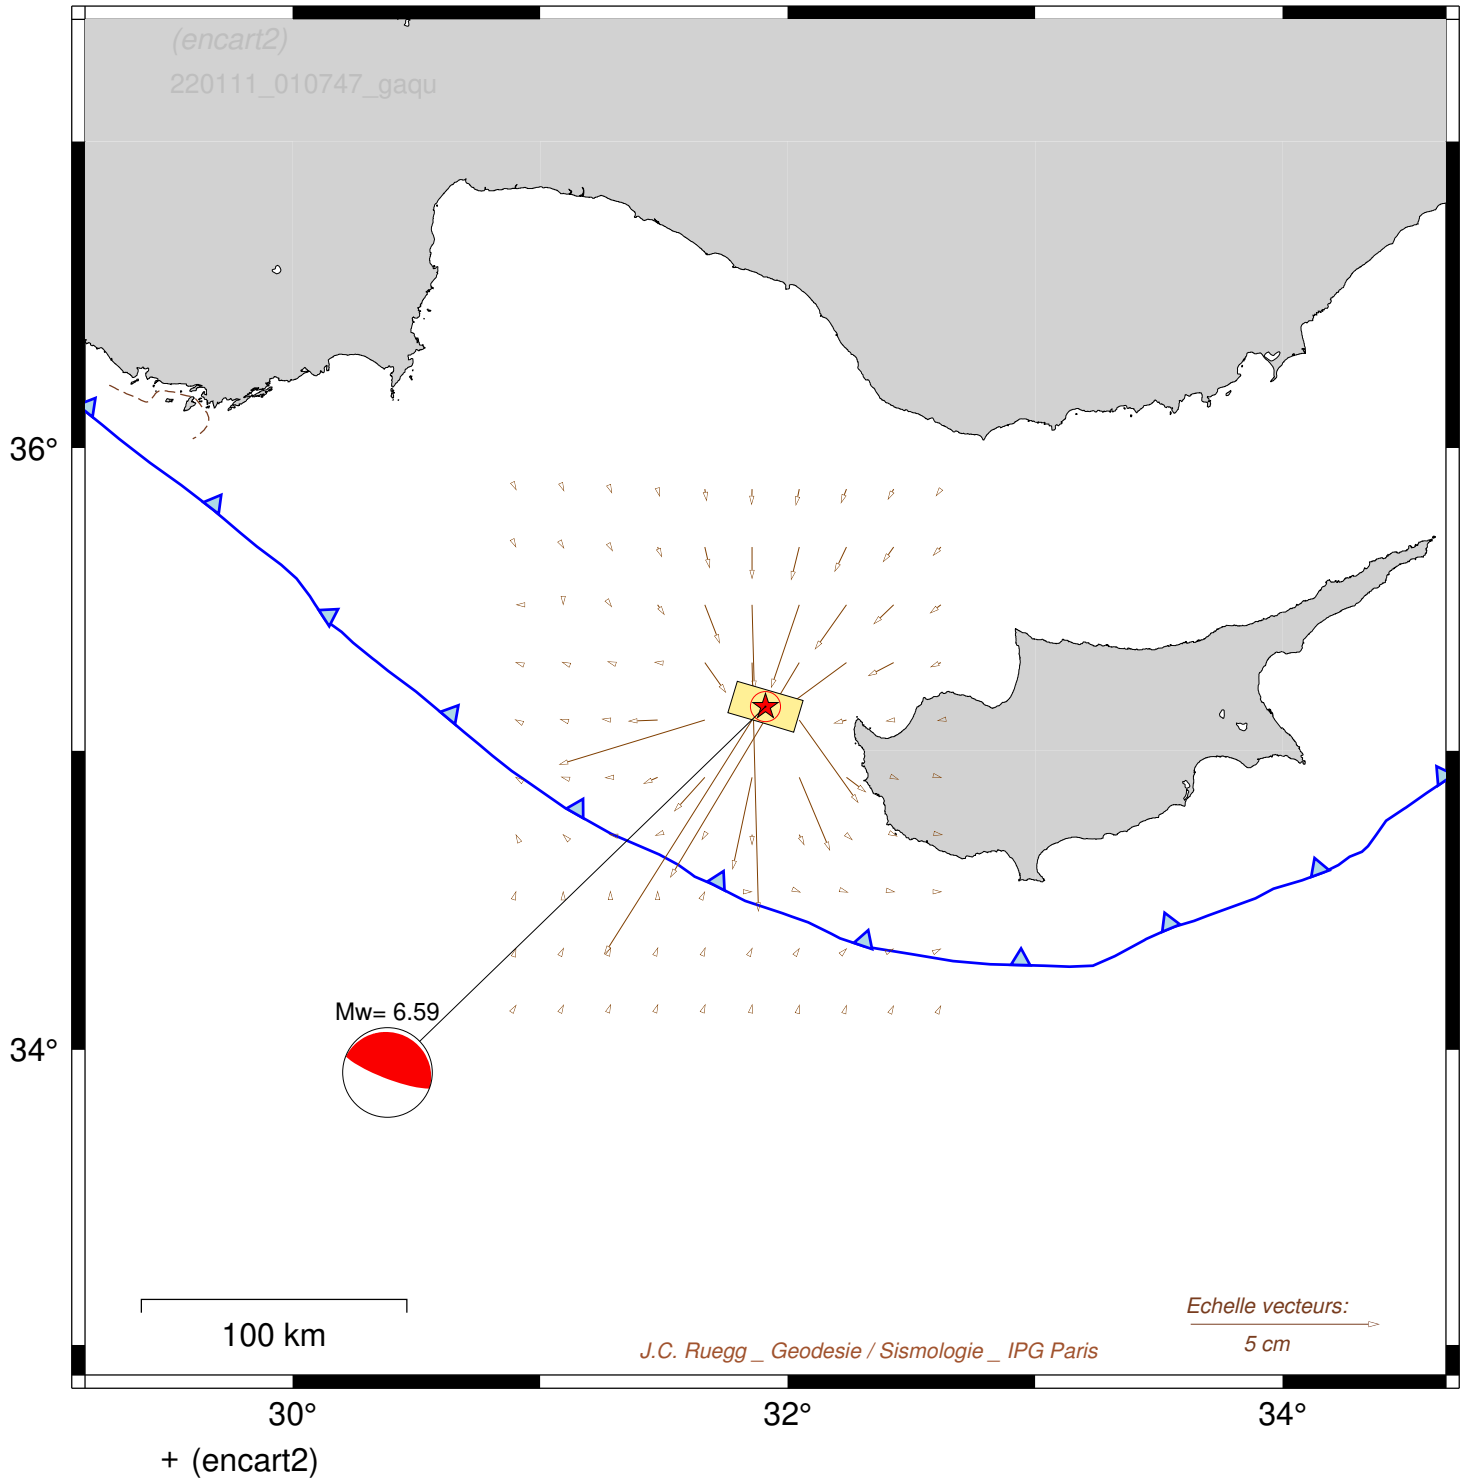 (encart2)
220111_010747_gaqu
36°
Mw= 6.59
34°
Echelle vecteurs:
5 cm
100 km
J.C. Ruegg _ Geodesie / Sismologie _ IPG Paris
30°
32°
34°
+ (encart2)